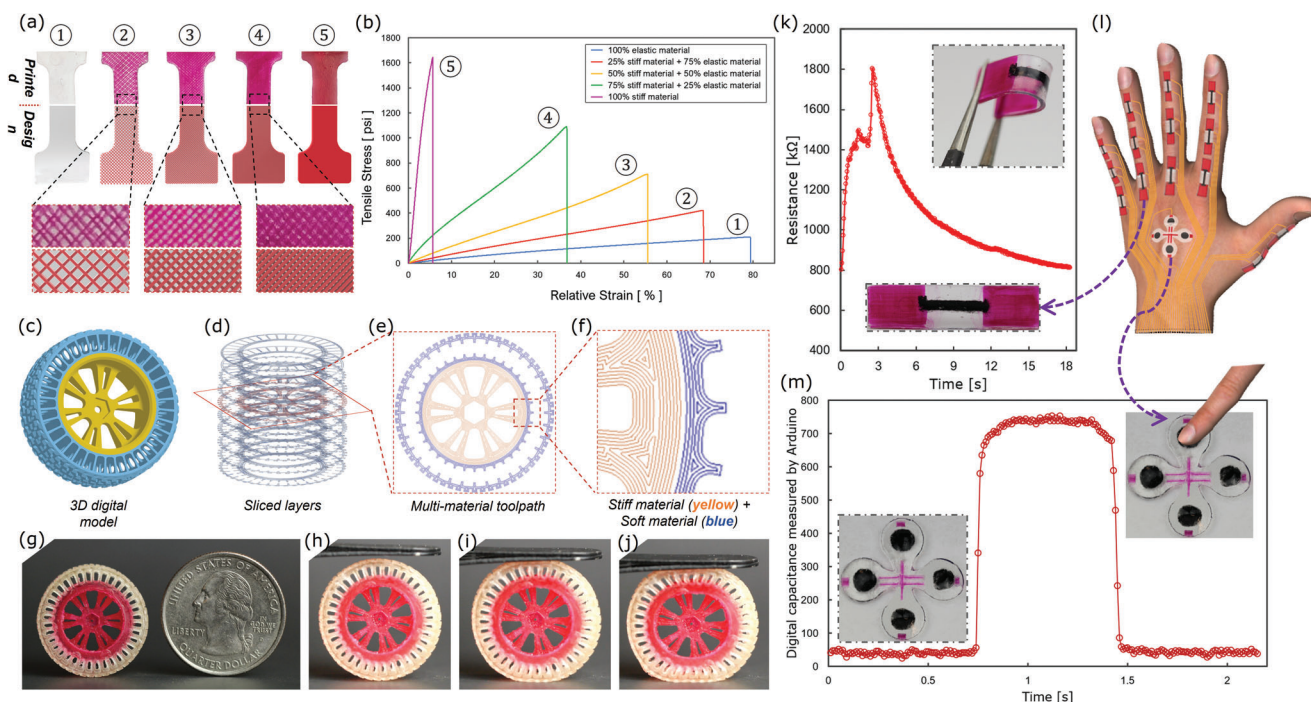 (a)
① ② ③ ④ ⑤
Printe
d
Desig
n
(b)
1800
1600
1400
1200
1000
800
600
400
200
0
0 10 20 30 40 50 60 70 80
Tensile Stress [ psi ]
Relative Strain [ % ]
100% elastic material
25% stiff material + 75% elastic material
50% stiff material + 50% elastic material
75% stiff material + 25% elastic material
100% stiff material
⑤
④
③
②
①
(c)
3D digital
model
(d)
Sliced layers
(e)
Multi-material toolpath
(f)
Stiff material (yellow) +
Soft material (blue)
(g)
UNITED STATES OF AMERICA
LIBERTY
IN
GOD WE
TRUST
QUARTER DOLLAR
(h)
(i)
(j)
(k)
1800
1600
1400
1200
1000
800
600
400
0 3 6 9 12 15 18
Resistance [kΩ]
Time [s]
(l)
(m)
800
700
600
500
400
300
200
100
0
0 0.5 1 1.5 2
Digital capacitance measured by Arduino
Time [s]